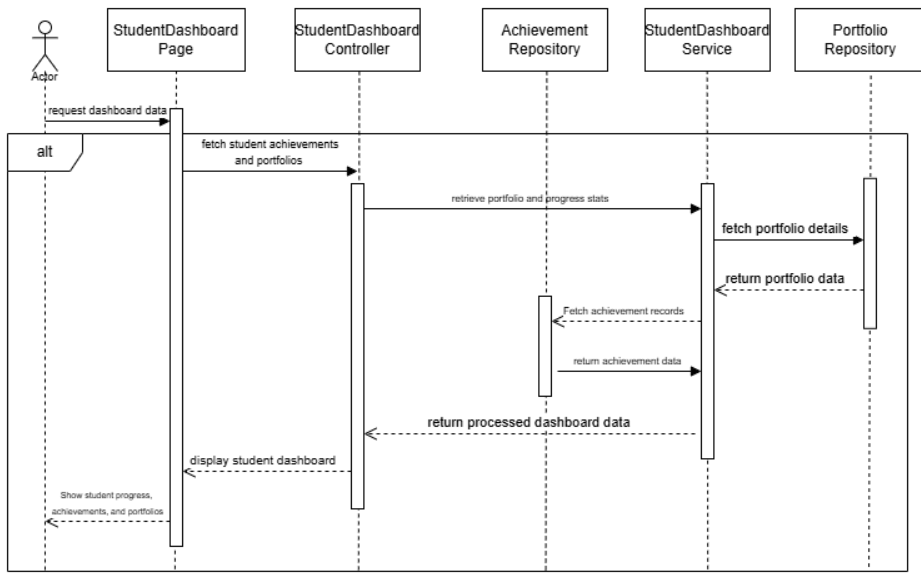 StudentDashboard
Page
StudentDashboard
Controller
Achievement
Repository
StudentDashboard
Service
Portfolio
Repository
Actor
request dashboard data
alt
fetch student achievements
and portfolios
retrieve portfolio and progress stats
fetch portfolio details
return portfolio data
Fetch achievement records
return achievement data
return processed dashboard data
display student dashboard
Show student progress,
achievements, and portfolios